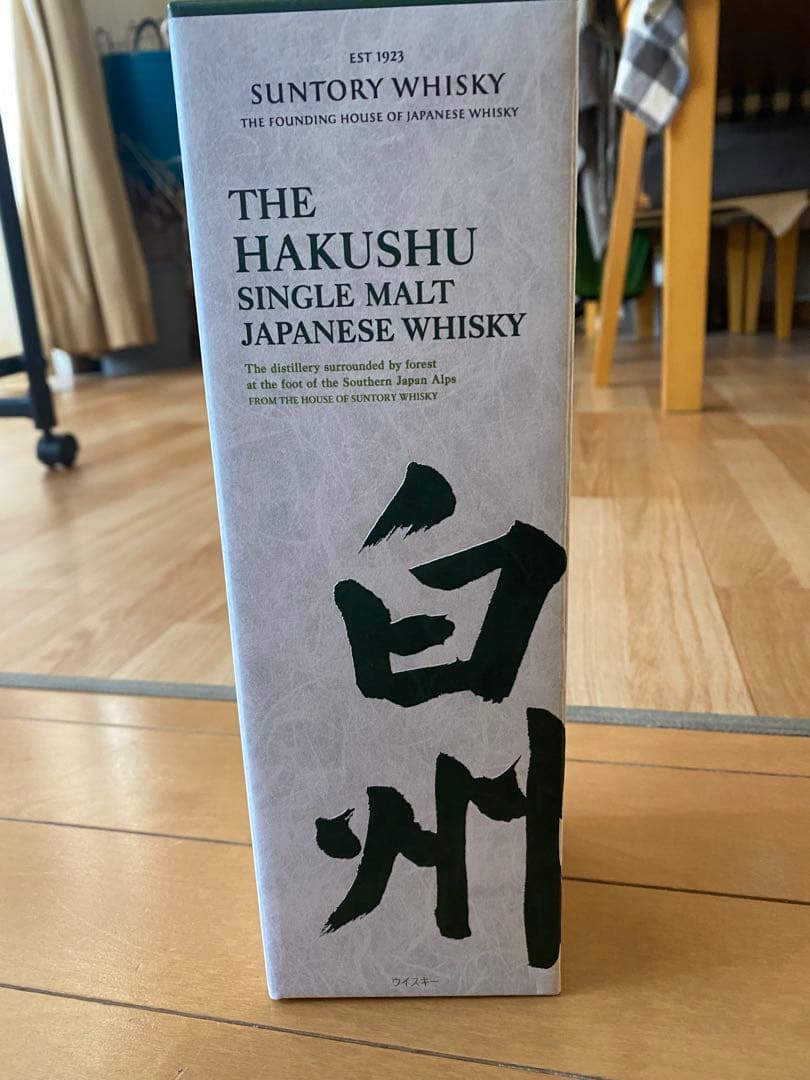 EST 1923
SUNTORY WHISKY
THE FOUNDING HOUSE OF JAPANESE WHISKY
THE
HAKUSHU
SINGLE MALT
JAPANESE WHISKY
The distillery surrounded by forest
at the foot of the Southern Japan Alps
FROM THE HOUSE OF SUNTORY WHISKY
白
州
ウイスキー